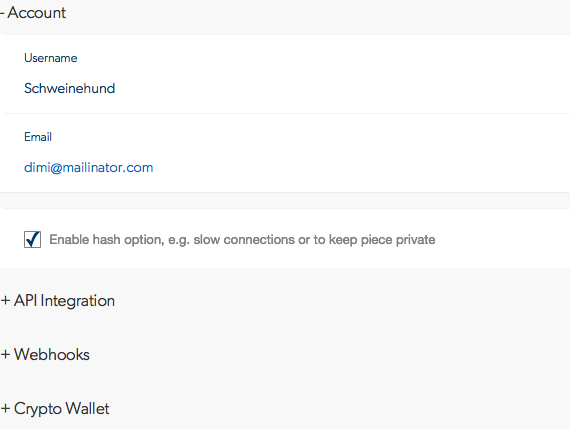 - Account
Username
Schweinehund
Email
dimi@mailinator.com
Enable hash option, e.g. slow connections or to keep piece private
+ API Integration
+ Webhooks
+ Crypto Wallet